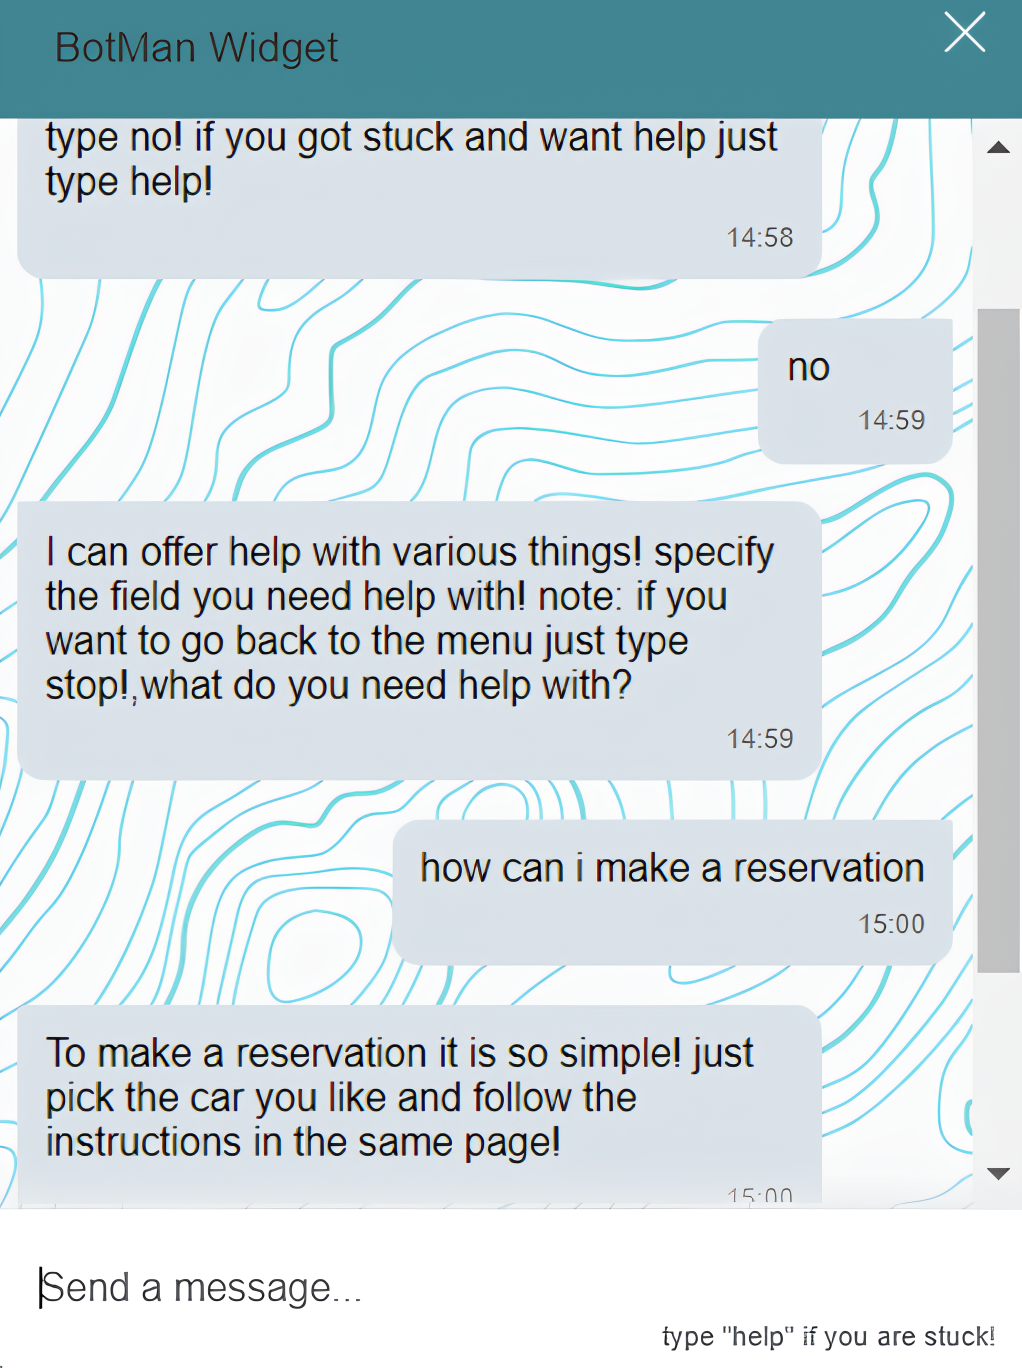 BotMan Widget
type no! if you got stuck and want help just
type help!
14:58
no
14:59
I can offer help with various things! specify
the field you need help with! note: if you
want to go back to the menu just type
stop!,what do you need help with?
14:59
how can i make a reservation
15:00
To make a reservation it is so simple! just
pick the car you like and follow the
instructions in the same page!
15:00
Send a message...
type "help" if you are stuck!